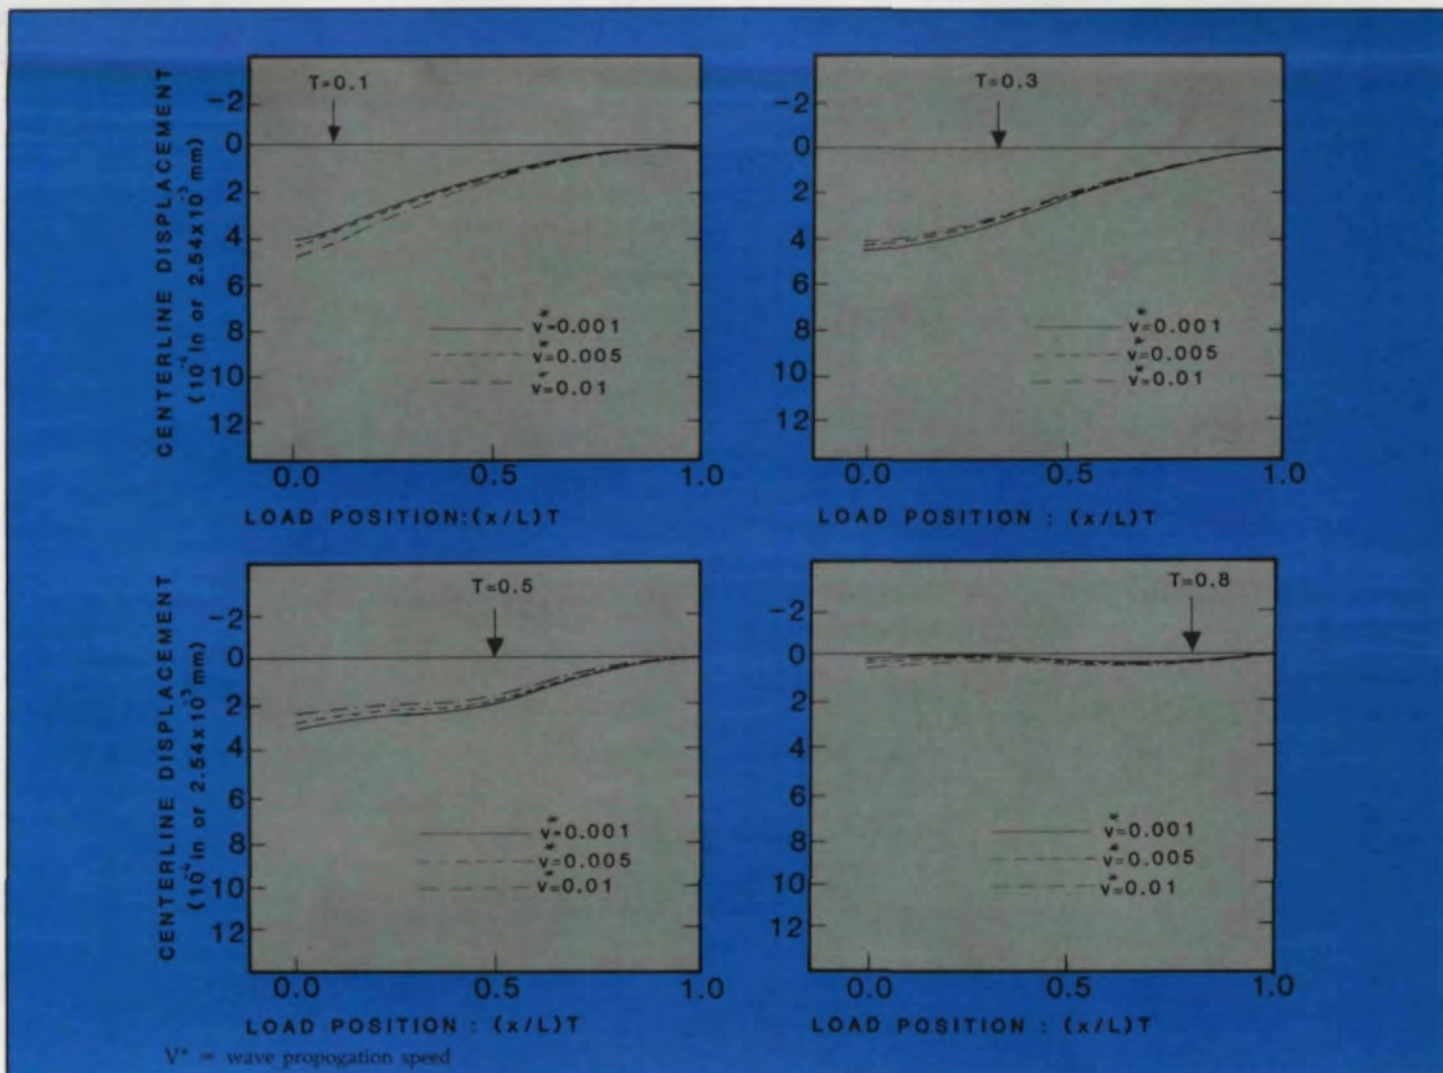 CENTERLINE DISPLACEMENT
(10⁻⁴in or 2.54x10⁻³mm)
T=0.1
-2
0
2
4
6
8
10
12
v*=0.001
v*=0.005
v*=0.01
0.0 0.5 1.0
LOAD POSITION:(x/L)T
T=0.3
-2
0
2
4
6
8
10
12
v*=0.001
v*=0.005
v*=0.01
0.0 0.5 1.0
LOAD POSITION : (x/L)T
CENTERLINE DISPLACEMENT
(10⁻⁴in or 2.54x10⁻³mm)
T=0.5
-2
0
2
4
6
8
10
12
v*=0.001
v*=0.005
v*=0.01
0.0 0.5 1.0
LOAD POSITION : (x/L)T
T=0.8
-2
0
2
4
6
8
10
12
v*=0.001
v*=0.005
v*=0.01
0.0 0.5 1.0
LOAD POSITION : (x/L)T
V* = wave propogation speed